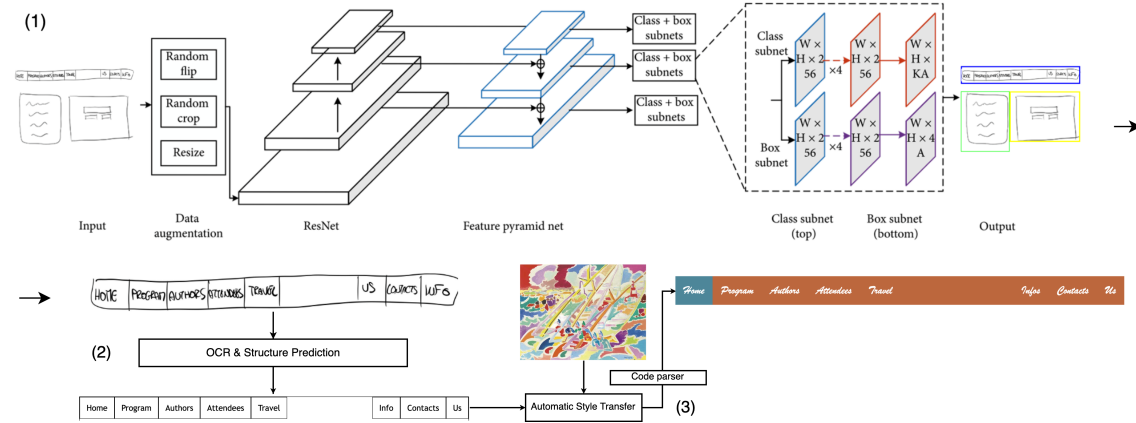 (1)
Random
flip
Random
crop
Resize
Class + box
subnets
Class + box
subnets
Class + box
subnets
Class
subnet
W ×
H × 2
56
×4
W ×
H × 2
56
W ×
H ×
KA
Box
subnet
W ×
H × 2
56
×4
W ×
H × 2
56
W ×
H × 4
A
Input
Data
augmentation
ResNet
Feature pyramid net
Class subnet
(top)
Box subnet
(bottom)
Output
HOME PROGRAM AUTHORS ATTENDEES TRAVEL US CONTACTS INFO
(2)
OCR & Structure Prediction
Home Program Authors Attendees Travel Info Contacts Us
Automatic Style Transfer
Code parser
(3)
Home Program Authors Attendees Travel Infos Contacts Us